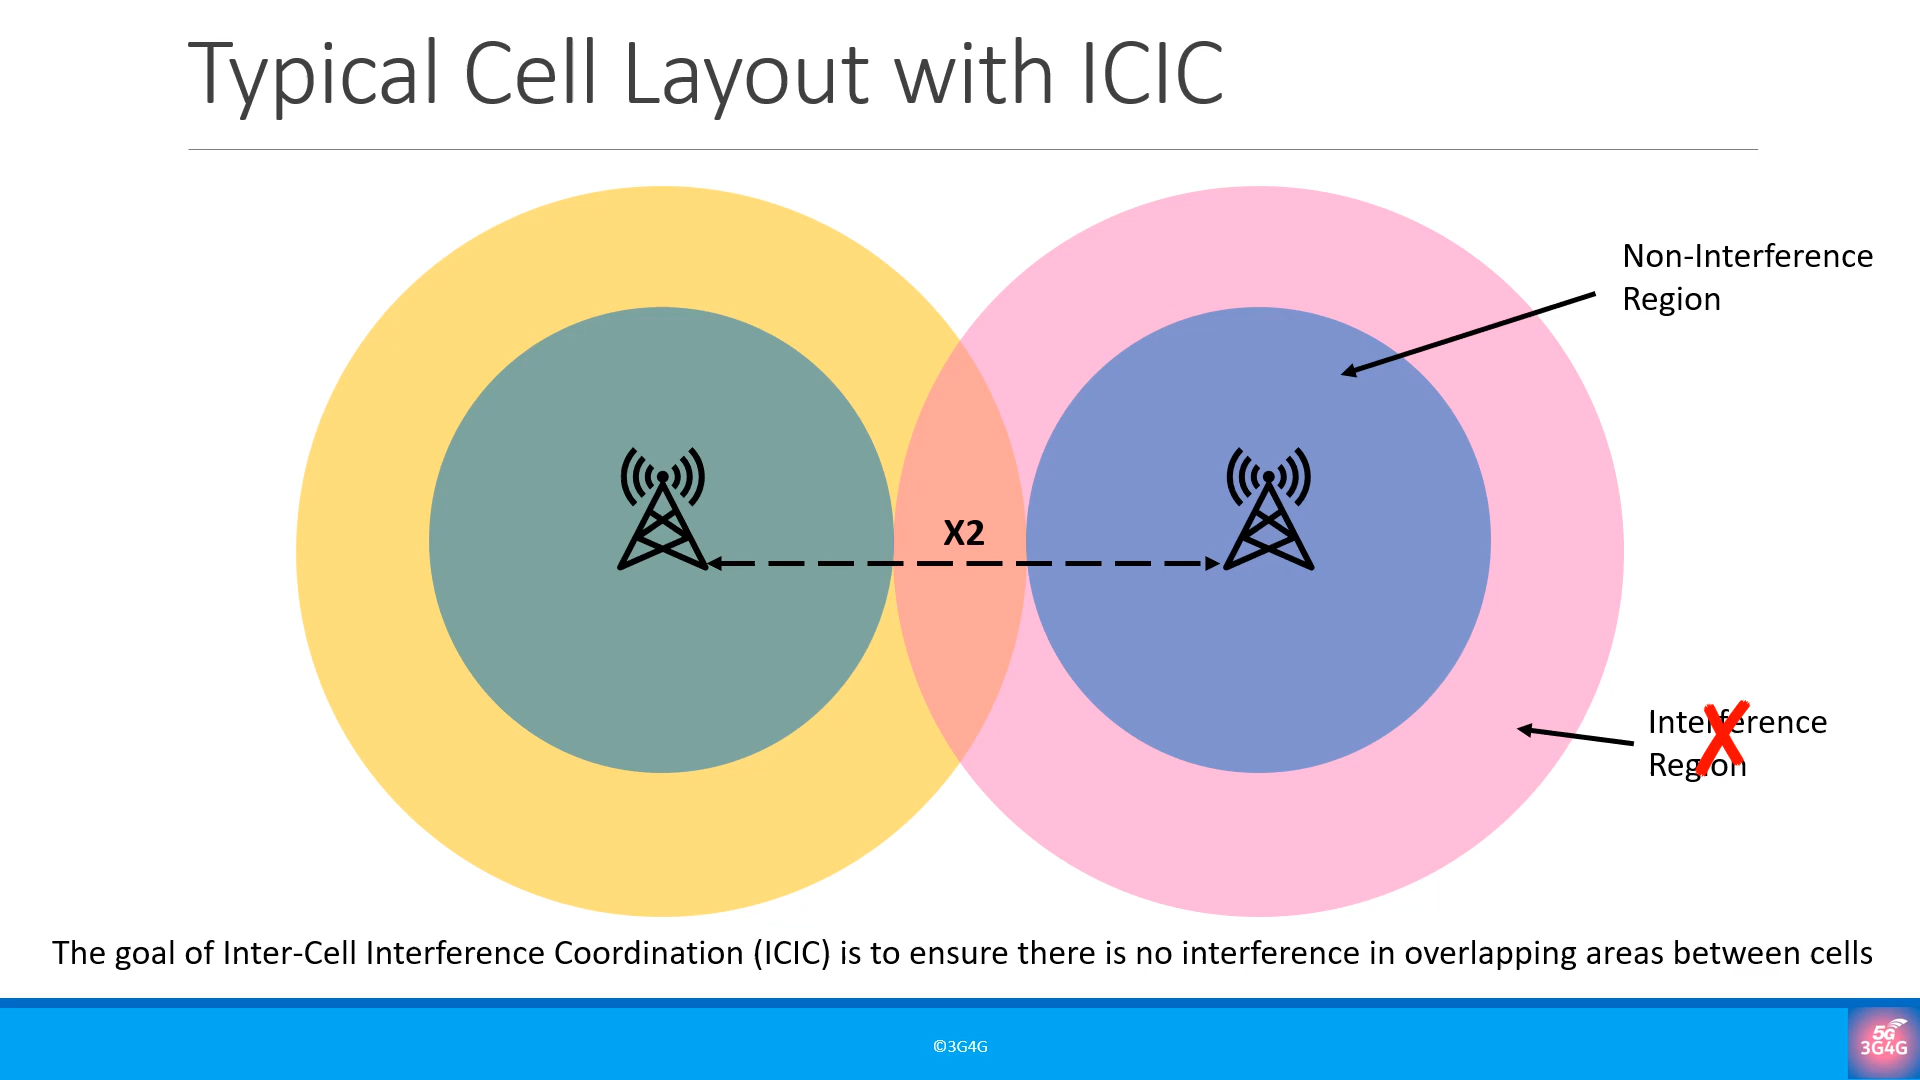 Typical Cell Layout with ICIC
Non-Interference
Region
X2
Interference
Region
The goal of Inter-Cell Interference Coordination (ICIC) is to ensure there is no interference in overlapping areas between cells
©3G4G
5G
3G4G